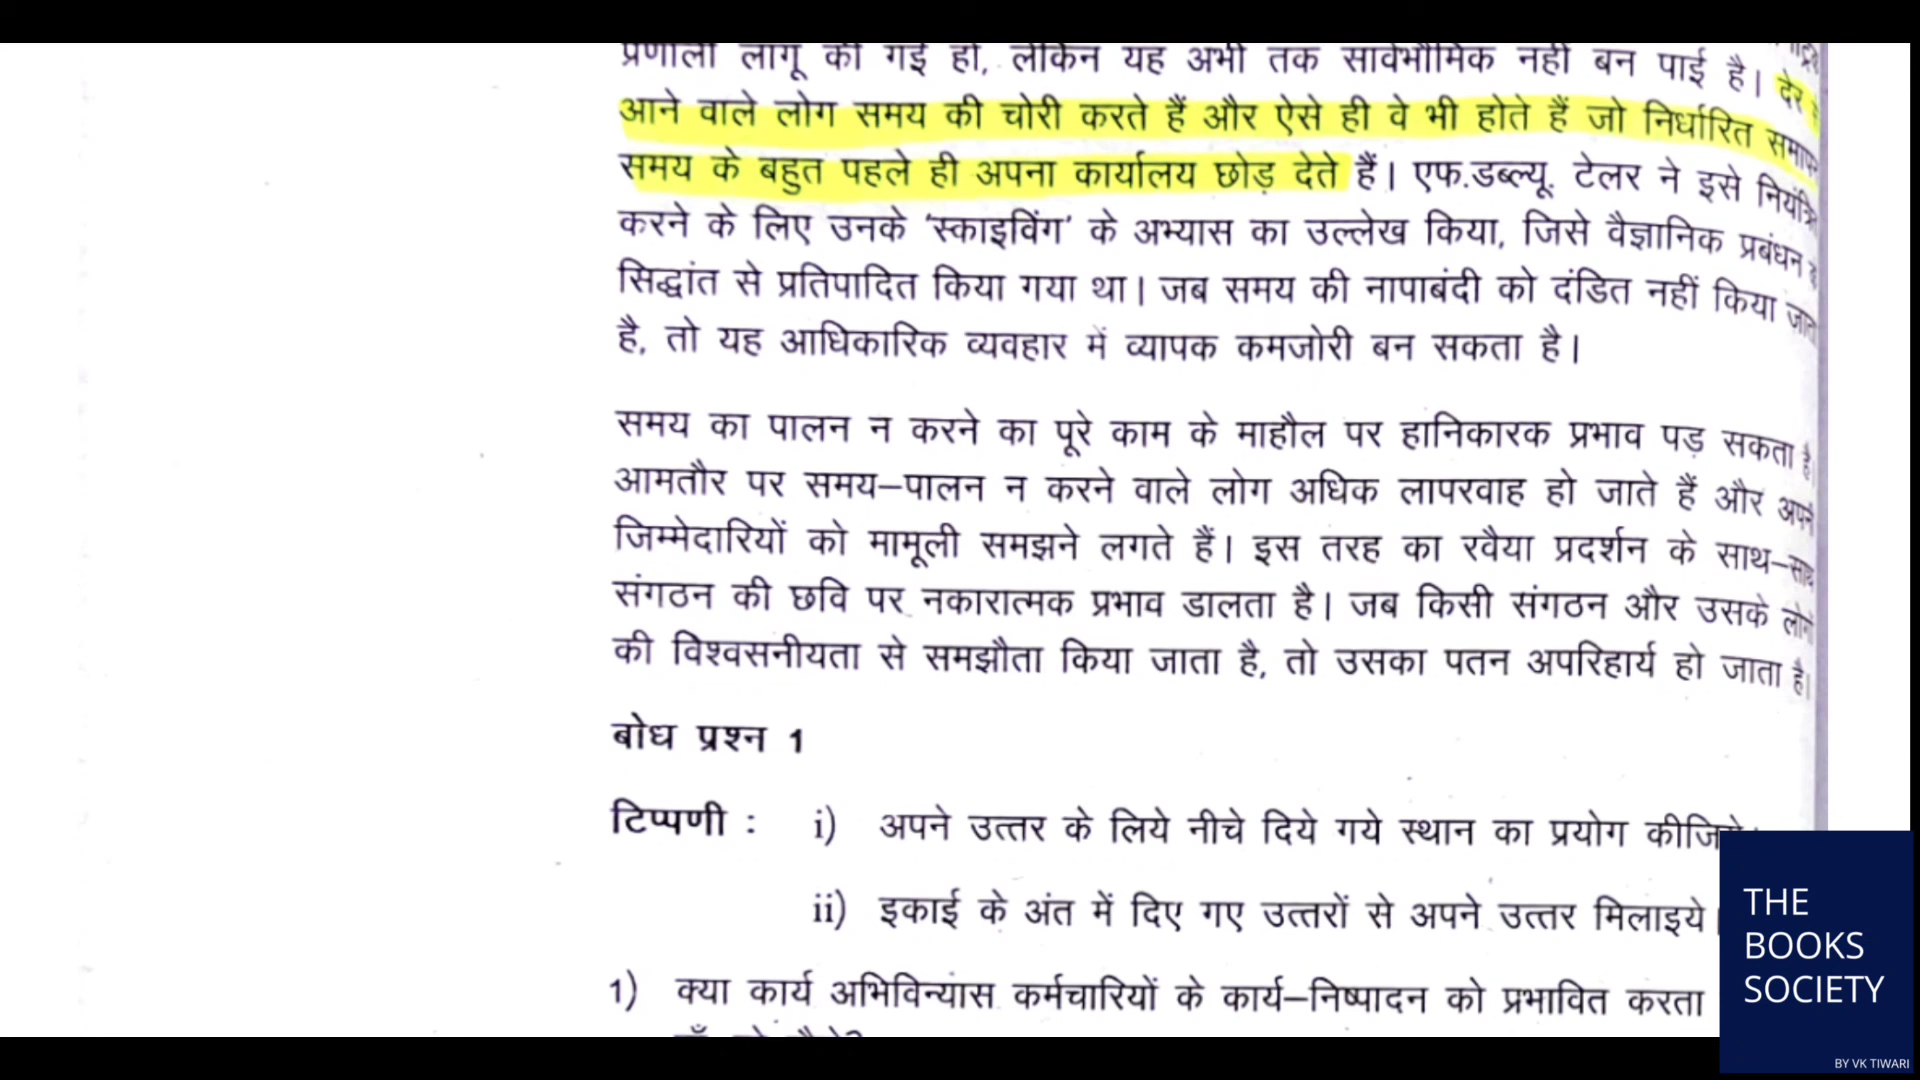 प्रणाली लागू की गई हो, लेकिन यह अभी तक सार्वभौमिक नहीं बन पाई है। देर
आने वाले लोग समय की चोरी करते हैं और ऐसे ही वे भी होते हैं जो निर्धारित
समय के बहुत पहले ही अपना कार्यालय छोड़ देते हैं। एफ.डब्ल्यू. टेलर ने इसे
करने के लिए उनके 'स्काइविंग' के अभ्यास का उल्लेख किया, जिसे वैज्ञानिक प्रबंधन
सिद्धांत से प्रतिपादित किया गया था। जब समय की नापाबंदी को दंडित नहीं किया
है, तो यह आधिकारिक व्यवहार में व्यापक कमजोरी बन सकता है।
समय का पालन न करने का पूरे काम के माहौल पर हानिकारक प्रभाव पड़ सकता है
आमतौर पर समय–पालन न करने वाले लोग अधिक लापरवाह हो जाते हैं और अपने
जिम्मेदारियों को मामूली समझने लगते हैं। इस तरह का रवैया प्रदर्शन के साथ–साथ
संगठन की छवि पर नकारात्मक प्रभाव डालता है। जब किसी संगठन और उसके लोगों
की विश्वसनीयता से समझौता किया जाता है, तो उसका पतन अपरिहार्य हो जाता है।
बोध प्रश्न 1
टिप्पणी : i) अपने उत्तर के लिये नीचे दिये गये स्थान का प्रयोग
ii) इकाई के अंत में दिए गए उत्तरों से अपने उत्तर मिलाइये।
1) क्या कार्य अभिविन्यास कर्मचारियों के कार्य–निष्पादन को प्रभावित करता
THE
BOOKS
SOCIETY
BY VK TIWARI